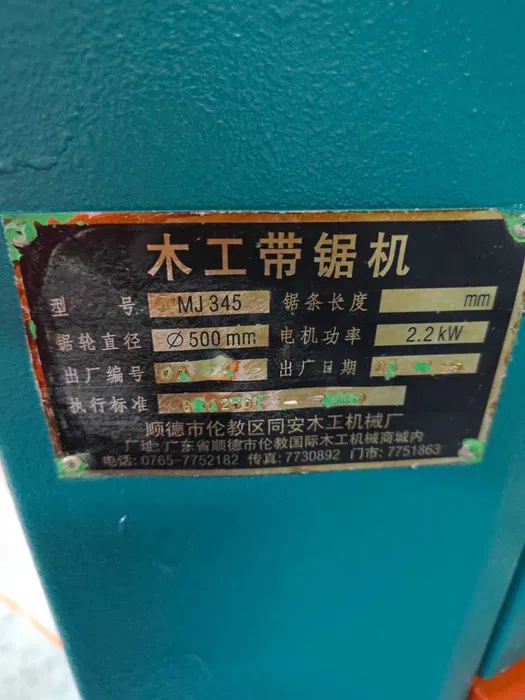 木工带锯机
型号 MJ345 锯条长度 mm
锯轮直径 Ø500mm 电机功率 2.2kW
出厂编号 出厂日期
执行标准
顺德市伦教区同安木工机械厂
厂址:广东省顺德市伦教国际木工机械商城内
电话:0765-7752182 传真:7730892 门市:7751863